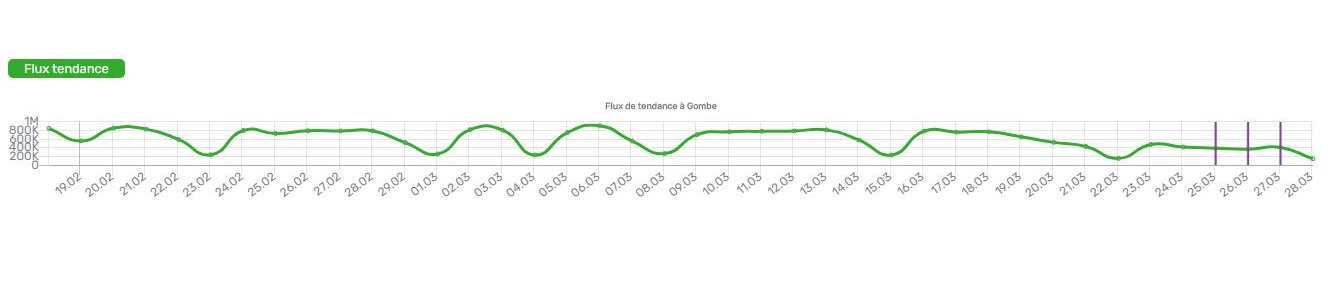 Flux tendance
Flux de tendance à Gombe
1M
800K
600K
400K
200K
0
19.02 20.02 21.02 22.02 23.02 24.02 25.02 26.02 27.02 28.02 29.02 01.03 02.03 03.03 04.03 05.03 06.03 07.03 08.03 09.03 10.03 11.03 12.03 13.03 14.03 15.03 16.03 17.03 18.03 19.03 20.03 21.03 22.03 23.03 24.03 25.03 26.03 27.03 28.03